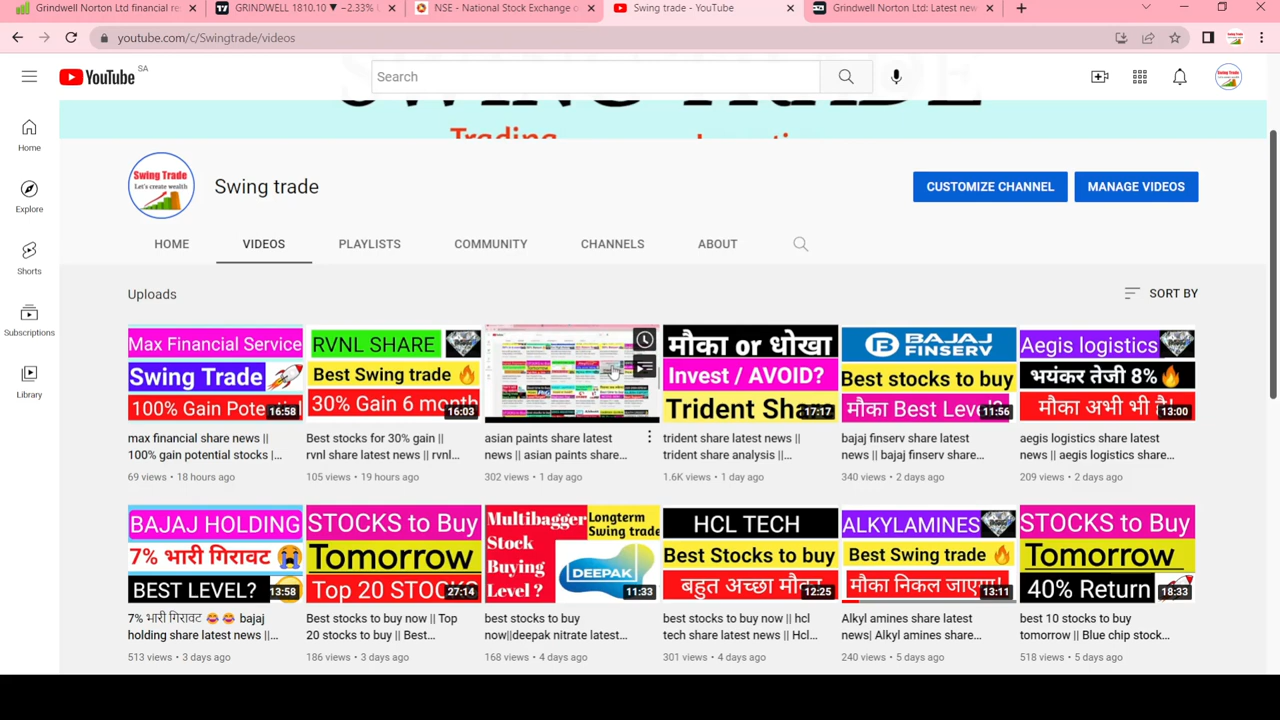 Grindwell Norton Ltd financial re
GRINDWELL 1810.10 ▼ −2.33% U
NSE - National Stock Exchange o
Swing trade - YouTube
Grindwell Norton Ltd: Latest new
youtube.com/c/Swingtrade/videos
YouTube SA
Search
Trading
Home
Explore
Shorts
Subscriptions
Library
Swing Trade
Let's create wealth
Swing trade
CUSTOMIZE CHANNEL
MANAGE VIDEOS
HOME
VIDEOS
PLAYLISTS
COMMUNITY
CHANNELS
ABOUT
Uploads
SORT BY
Max Financial Service
Swing Trade
100% Gain Pote
16:58
RVNL SHARE
Best Swing trade
30% Gain 6 month
16:03
मौका or धोखा
Invest / AVOID?
Trident Sha
17:17
BAJAJ
FINSERV
Best stocks to buy
मौका Best Level?
11:56
Aegis logistics
भयंकर तेजी 8%
मौका अभी भी है!
13:00
max financial share news ||
100% gain potential stocks |...
69 views • 18 hours ago
Best stocks for 30% gain ||
rvnl share latest news || rvnl...
105 views • 19 hours ago
asian paints share latest
news || asian paints share...
302 views • 1 day ago
trident share latest news ||
trident share analysis ||...
1.6K views • 1 day ago
bajaj finserv share latest
news || bajaj finserv share...
340 views • 2 days ago
aegis logistics share latest
news || aegis logistics share...
209 views • 2 days ago
BAJAJ HOLDING
7% भारी गिरावट
BEST LEVEL?
13:58
STOCKS to Buy
Tomorrow
Top 20 STOCKS
27:14
Multibagger
Stock
Buying
Level ?
Longterm
Swing trade
DEEPAK
11:33
HCL TECH
Best Stocks to buy
बहुत अच्छा मौका
12:25
ALKYLAMINES
Best Swing trade
मौका निकल जाएगा!
13:11
STOCKS to Buy
Tomorrow
40% Return
18:33
7% भारी गिरावट 😂 😂 bajaj
holding share latest news ||...
513 views • 3 days ago
Best stocks to buy now || Top
20 stocks to buy || Best...
186 views • 3 days ago
best stocks to buy
now||deepak nitrate latest...
168 views • 4 days ago
best stocks to buy now || hcl
tech share latest news || Hcl...
301 views • 4 days ago
Alkyl amines share latest
news| Alkyl amines share...
240 views • 5 days ago
best 10 stocks to buy
tomorrow || Blue chip stock...
518 views • 5 days ago